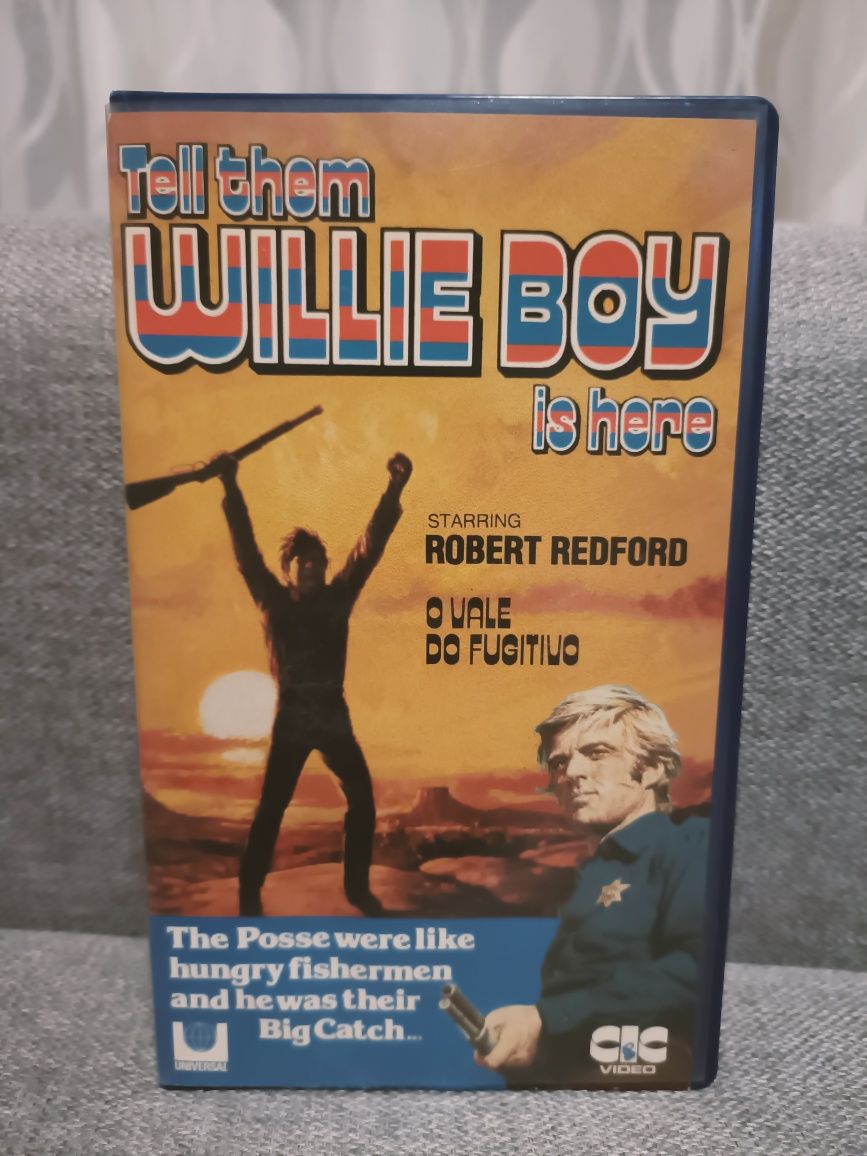 Tell them
WILLIE BOY
is here
STARRING
ROBERT REDFORD
O VALE
DO FUGITIVO
The Posse were like
hungry fishermen
and he was their
Big Catch...
UNIVERSAL
CIC
VIDEO